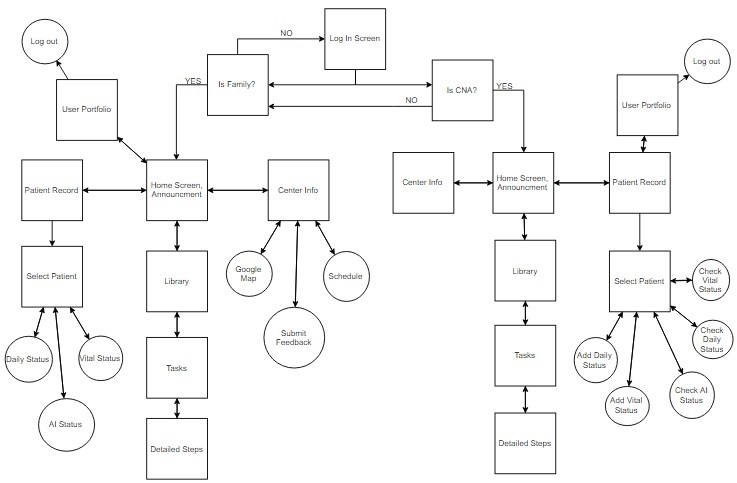 NO
Log In Screen
Log out
Log out
YES
Is Family?
Is CNA?
YES
NO
User Portfolio
User Portfolio
Patient Record
Home Screen,
Announcment
Center Info
Center Info
Home Screen,
Announcment
Patient Record
Select Patient
Google
Map
Schedule
Library
Library
Select Patient
Check
Vital
Status
Submit
Feedback
Check
Daily
Status
Daily Status
Vital Status
Tasks
Tasks
Add Daily
Status
Add Vital
Status
Check AI
Status
AI Status
Detailed Steps
Detailed Steps